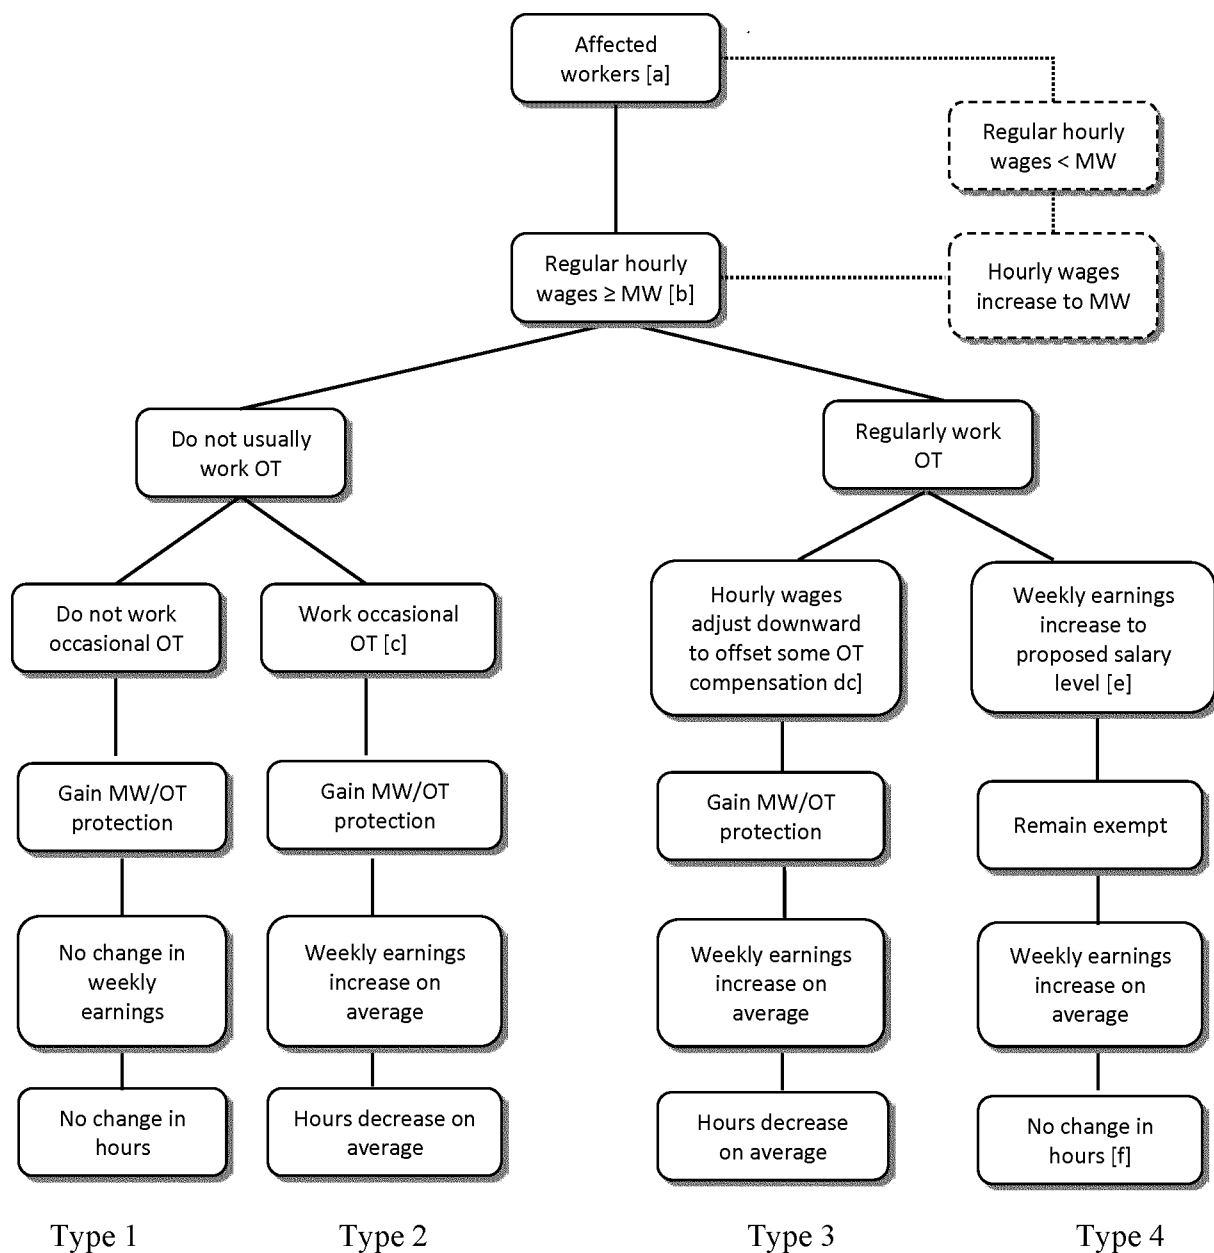 Affected
workers [a]
Regular hourly
wages < MW
Regular hourly
wages ≥ MW [b]
Hourly wages
increase to MW
Do not usually
work OT
Regularly work
OT
Do not work
occasional OT
Work occasional
OT [c]
Hourly wages
adjust downward
to offset some OT
compensation dc]
Weekly earnings
increase to
proposed salary
level [e]
Gain MW/OT
protection
Gain MW/OT
protection
Gain MW/OT
protection
Remain exempt
No change in
weekly
earnings
Weekly earnings
increase on
average
Weekly earnings
increase on
average
Weekly earnings
increase on
average
No change in
hours
Hours decrease on
average
Hours decrease
on average
No change in
hours [f]
Type 1
Type 2
Type 3
Type 4